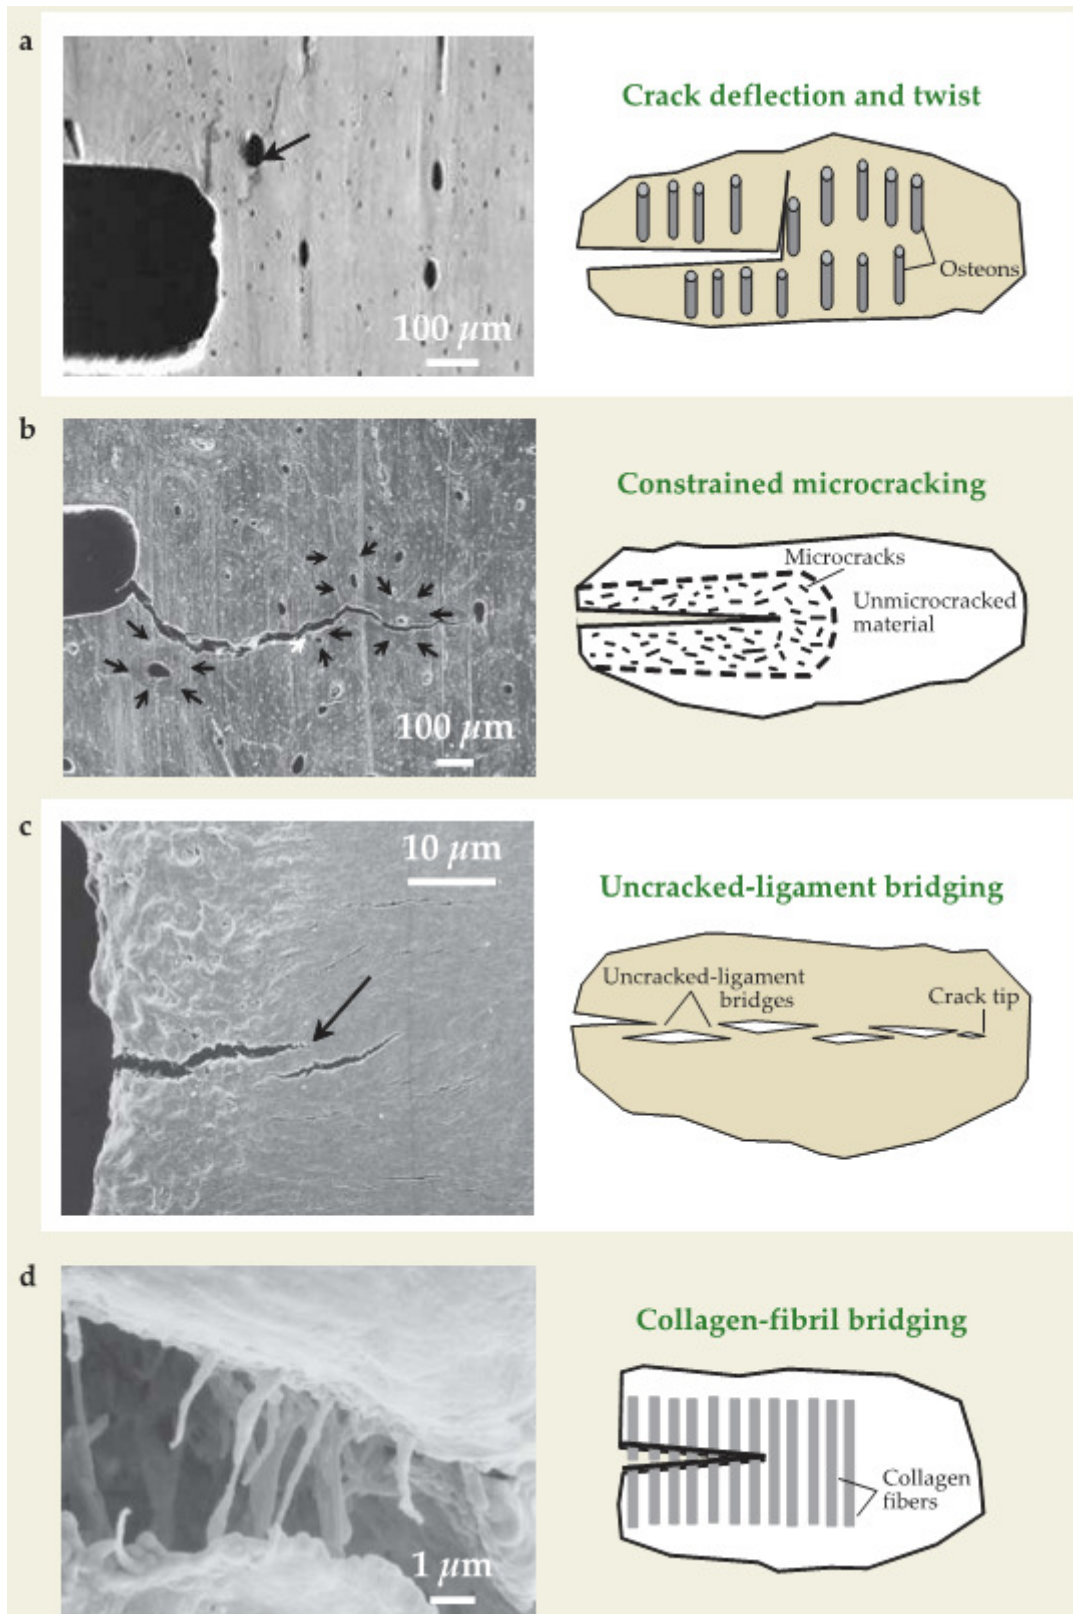 a
Crack deflection and twist
Osteons
100 μm
b
Constrained microcracking
Microcracks
Unmicrocracked
material
100 μm
c
10 μm
Uncracked-ligament bridging
Uncracked-ligament
bridges
Crack tip
d
Collagen-fibril bridging
Collagen
fibers
1 μm